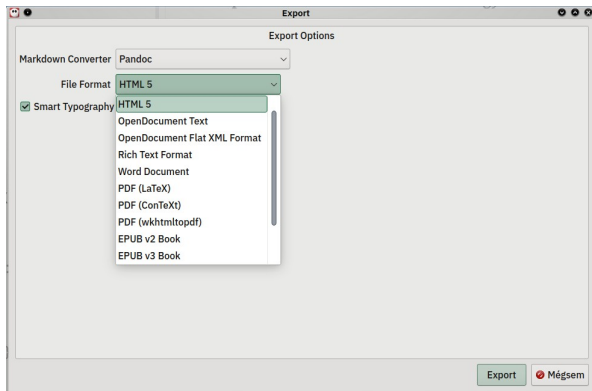 Export
Export Options
Markdown Converter Pandoc
File Format HTML 5
Smart Typography
HTML 5
OpenDocument Text
OpenDocument Flat XML Format
Rich Text Format
Word Document
PDF (LaTeX)
PDF (ConTeXt)
PDF (wkhtmltopdf)
EPUB v2 Book
EPUB v3 Book
Export Mégsem